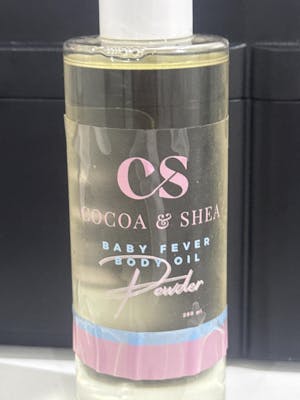 CS
COCOA & SHEA
BABY FEVER
BODY OIL
Powder